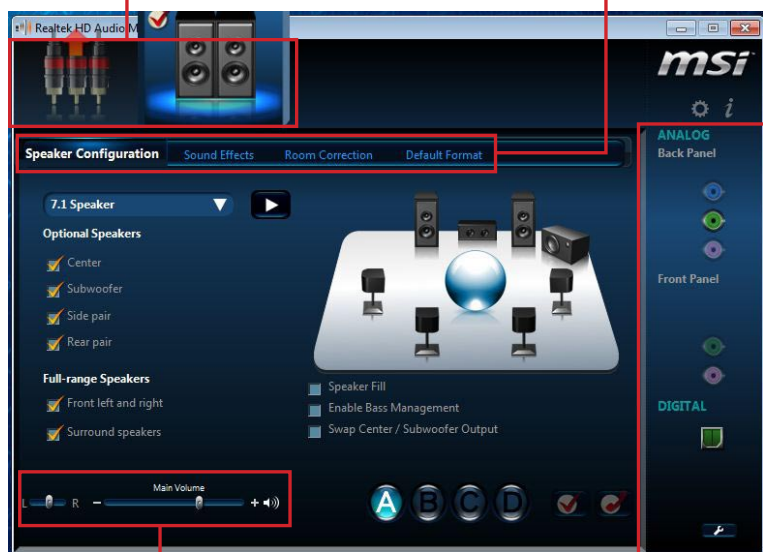 Realtek HD Audio M
msi
i
ANALOG
Back Panel
Speaker Configuration
Sound Effects
Room Correction
Default Format
7.1 Speaker
Optional Speakers
Center
Subwoofer
Side pair
Rear pair
Front Panel
Full-range Speakers
Front left and right
Surround speakers
Speaker Fill
Enable Bass Management
Swap Center / Subwoofer Output
DIGITAL
Main Volume
L R - +
A B C D